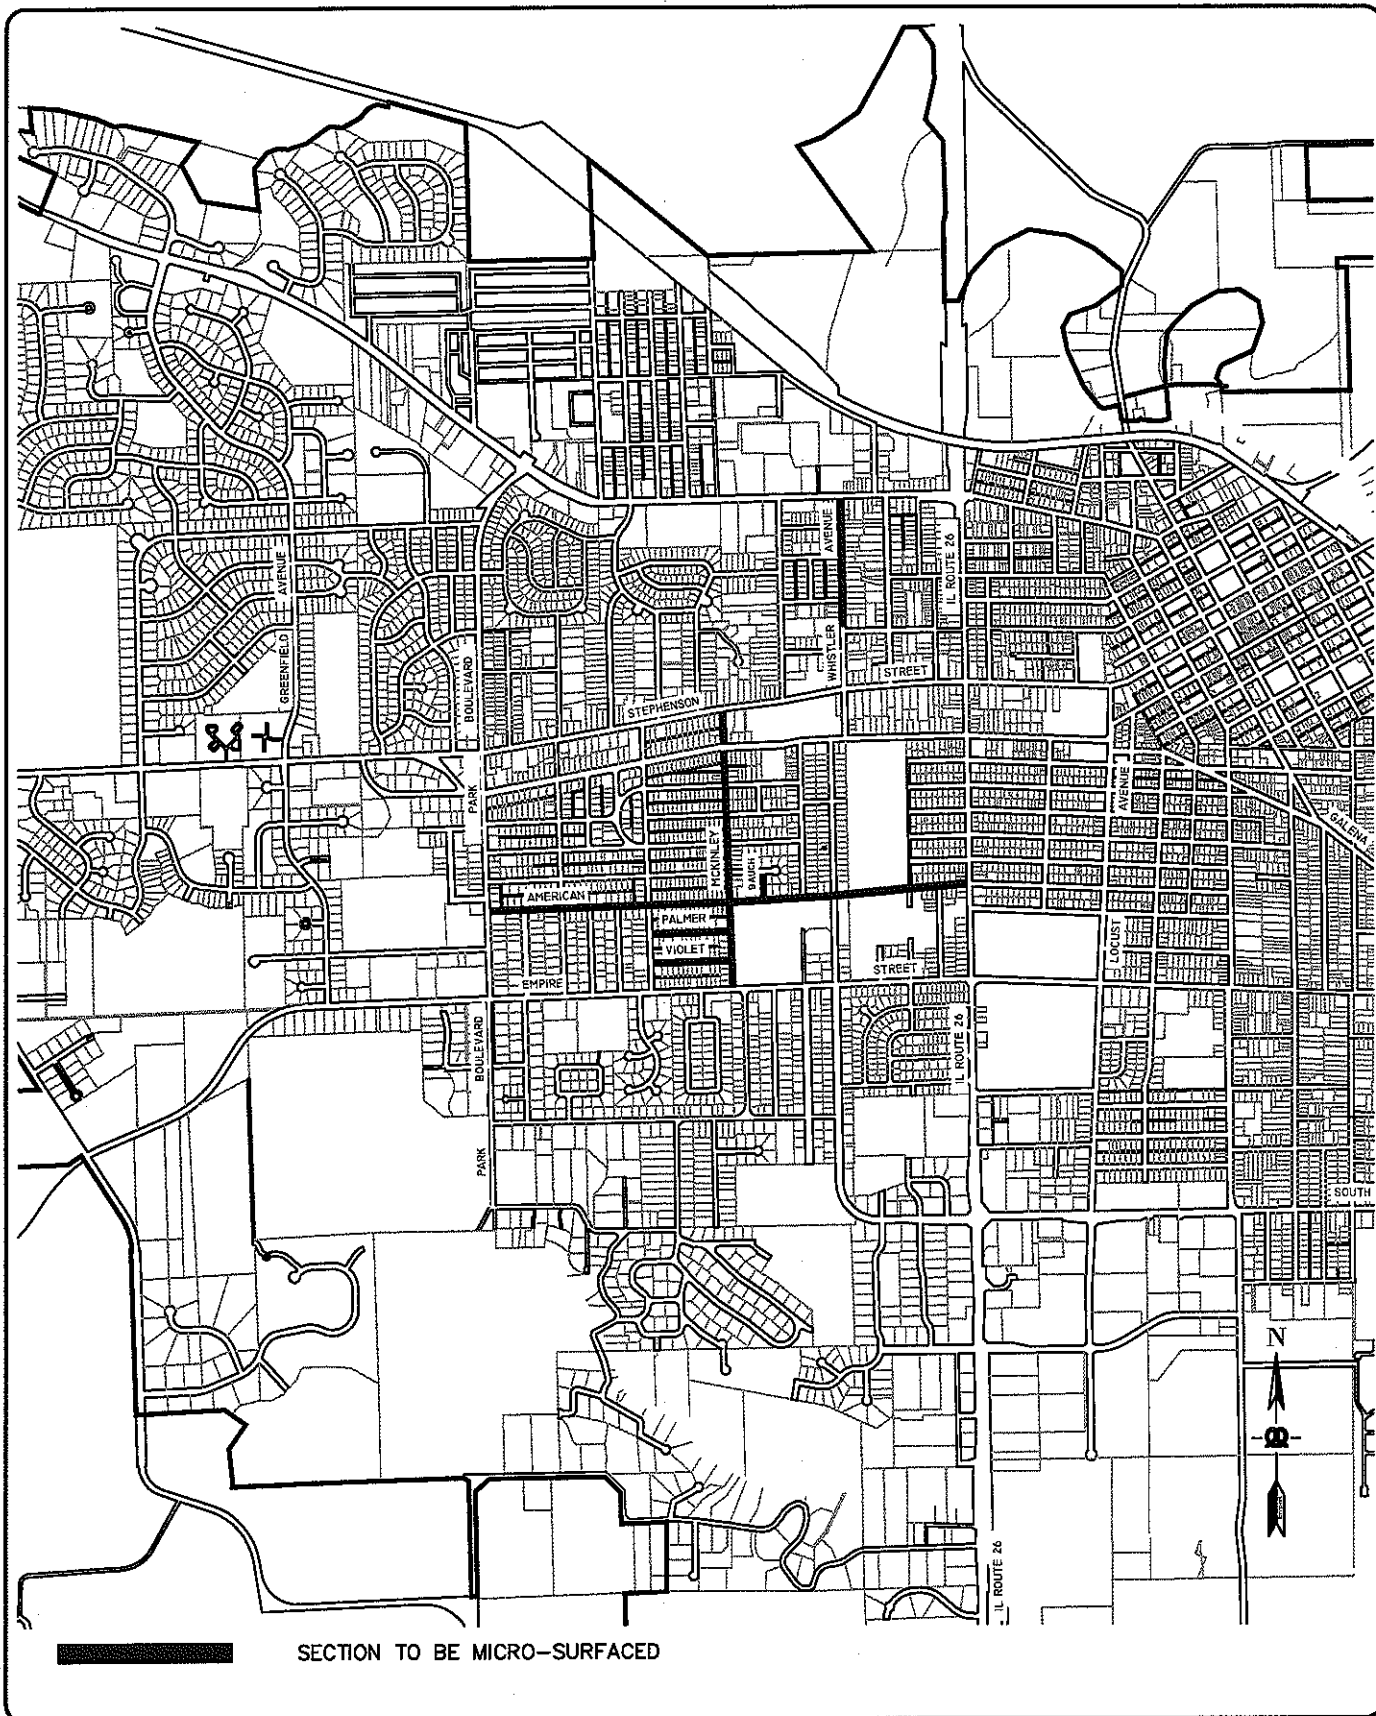 AVENUE
IL ROUTE 26
AVENUE
GREENFIELD
BOULEVARD
WHISTLER
STREET
STEPHENSON
PARK
AVENUE
GALENA
MCKINLEY
BAUCH
AMERICAN
PALMER
LOCUST
VIOLET
STREET
EMPIRE
BOULEVARD
IL ROUTE 26
PARK
SOUTH
N
IL ROUTE 26
SECTION TO BE MICRO-SURFACED